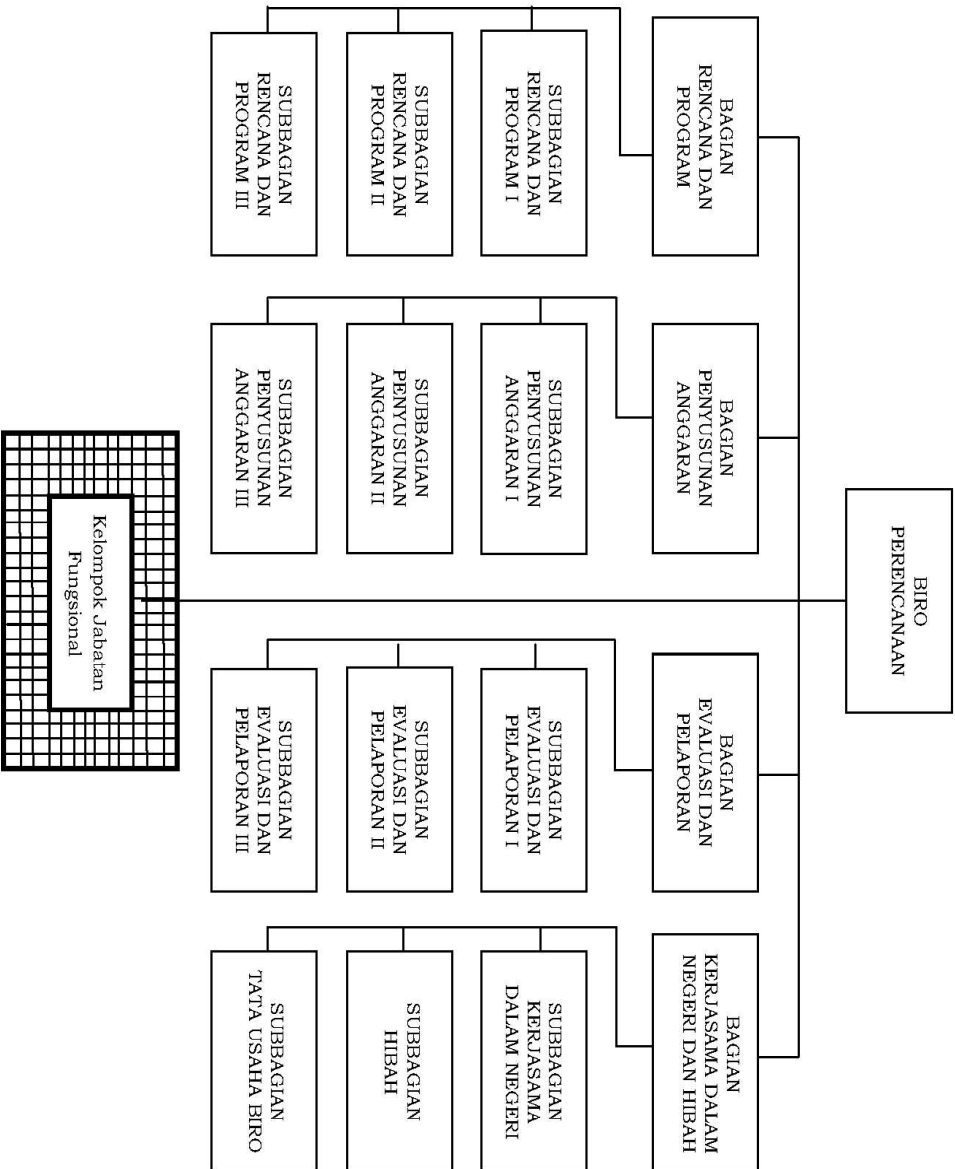 BIRO
PERENCANAAN
BAGIAN
RENCANA DAN
PROGRAM
BAGIAN
PENYUSUNAN
ANGGARAN
BAGIAN
EVALUASI DAN
PELAPORAN
BAGIAN
KERJASAMA DALAM
NEGERI DAN HIBAH
SUBBAGIAN
RENCANA DAN
PROGRAM I
SUBBAGIAN
PENYUSUNAN
ANGGARAN I
SUBBAGIAN
EVALUASI DAN
PELAPORAN I
SUBBAGIAN
KERJASAMA
DALAM NEGERI
SUBBAGIAN
RENCANA DAN
PROGRAM II
SUBBAGIAN
PENYUSUNAN
ANGGARAN II
SUBBAGIAN
EVALUASI DAN
PELAPORAN II
SUBBAGIAN
HIBAH
SUBBAGIAN
RENCANA DAN
PROGRAM III
SUBBAGIAN
PENYUSUNAN
ANGGARAN III
SUBBAGIAN
EVALUASI DAN
PELAPORAN III
SUBBAGIAN
TATA USAHA BIRO
Kelompok Jabatan
Fungsional